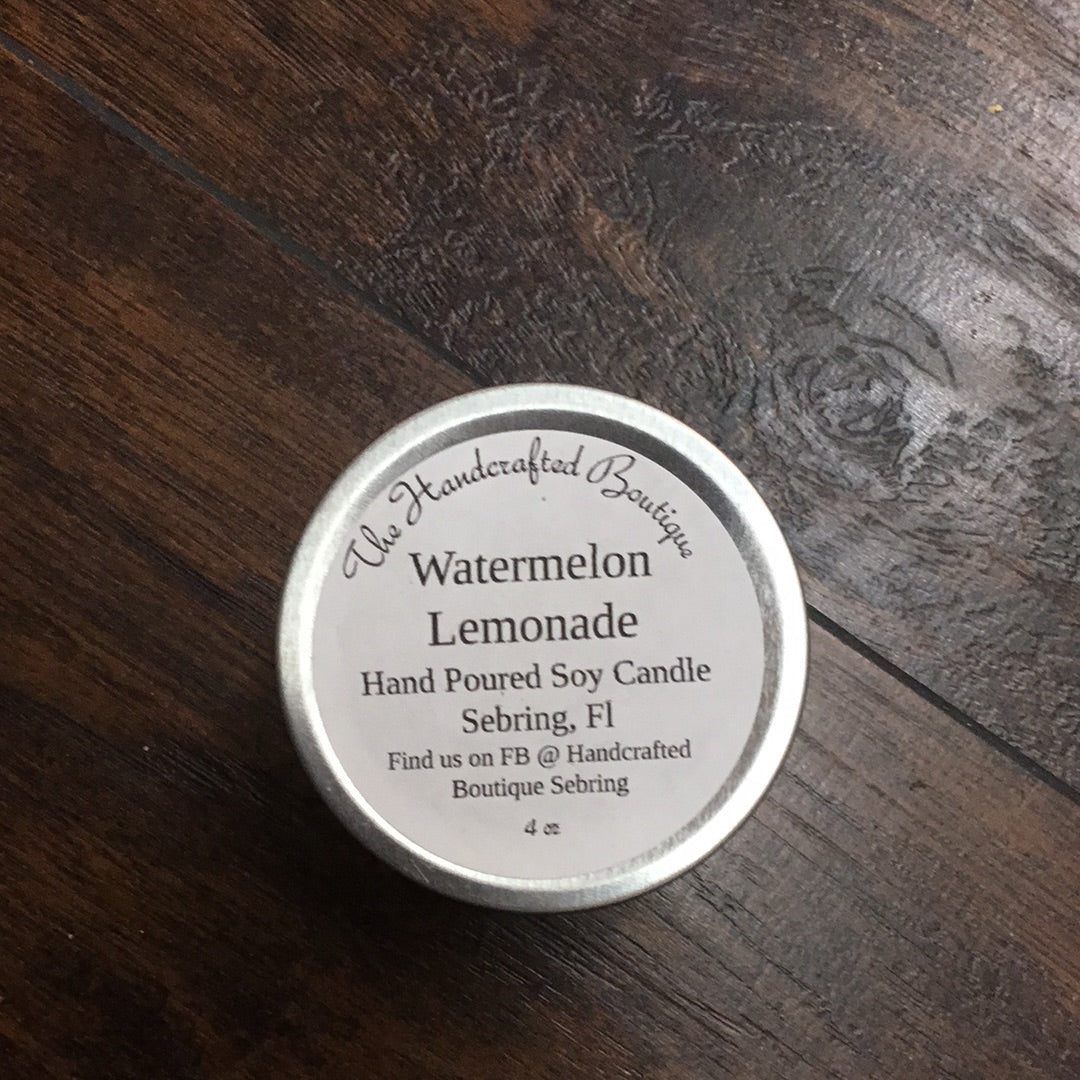 The Handcrafted Boutique
Watermelon
Lemonade
Hand Poured Soy Candle
Sebring, Fl
Find us on FB @ Handcrafted
Boutique Sebring
4 oz